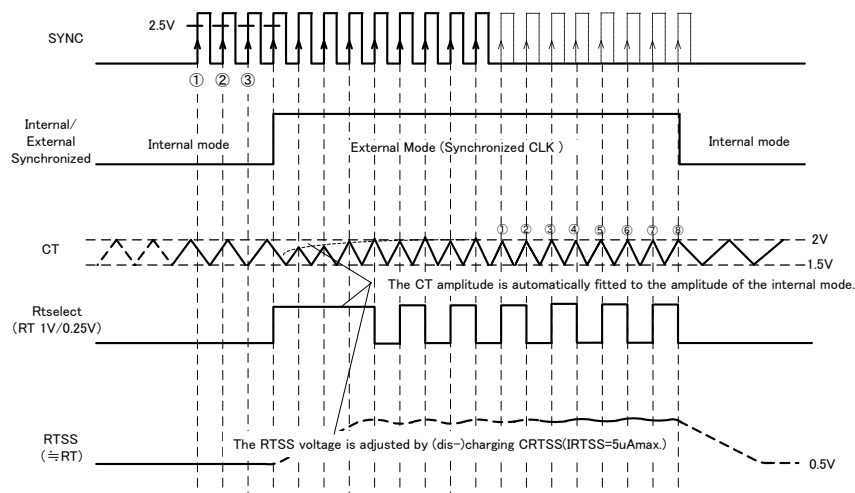 2.5V
SYNC
① ② ③
Internal/
External
Synchronized
Internal mode
External Mode (Synchronized CLK )
Internal mode
① ② ③ ④ ⑤ ⑥ ⑦ ⑧
CT
2V
1.5V
The CT amplitude is automatically fitted to the amplitude of the internal mode.
Rtselect
(RT 1V/0.25V)
The RTSS voltage is adjusted by (dis-)charging CRTSS(IRTSS=5uAmax.)
RTSS
(≒RT)
0.5V